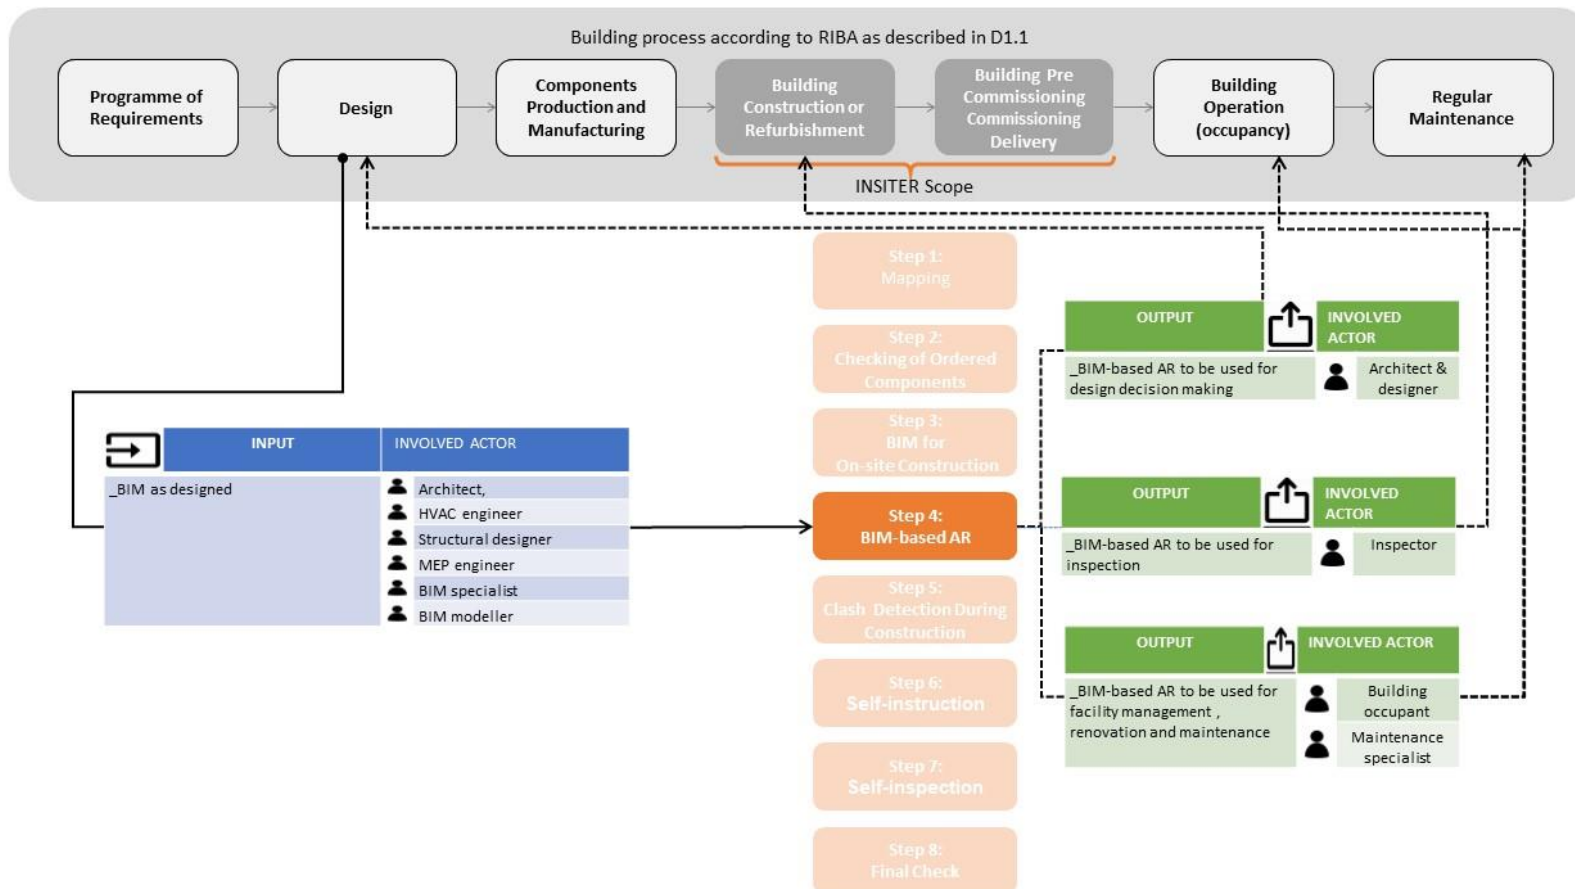 Building process according to RIBA as described in D1.1
Programme of
Requirements
Design
Components
Production and
Manufacturing
Building
Construction or
Refurbishment
Building Pre
Commissioning
Commissioning
Delivery
Building
Operation
(occupancy)
Regular
Maintenance
INSITER Scope
Step 1:
Mapping
Step 2:
Checking of Ordered
Components
Step 3:
BIM for
On-site Construction
Step 4:
BIM-based AR
Step 5:
Clash Detection During
Construction
Step 6:
Self-instruction
Step 7:
Self-inspection
Step 8:
Final Check
INPUT
INVOLVED ACTOR
_BIM as designed
Architect,
HVAC engineer
Structural designer
MEP engineer
BIM specialist
BIM modeller
OUTPUT
INVOLVED
ACTOR
_BIM-based AR to be used for
design decision making
Architect &
designer
OUTPUT
INVOLVED
ACTOR
_BIM-based AR to be used for
inspection
Inspector
OUTPUT
INVOLVED ACTOR
_BIM-based AR to be used for
facility management ,
renovation and maintenance
Building
occupant
Maintenance
specialist